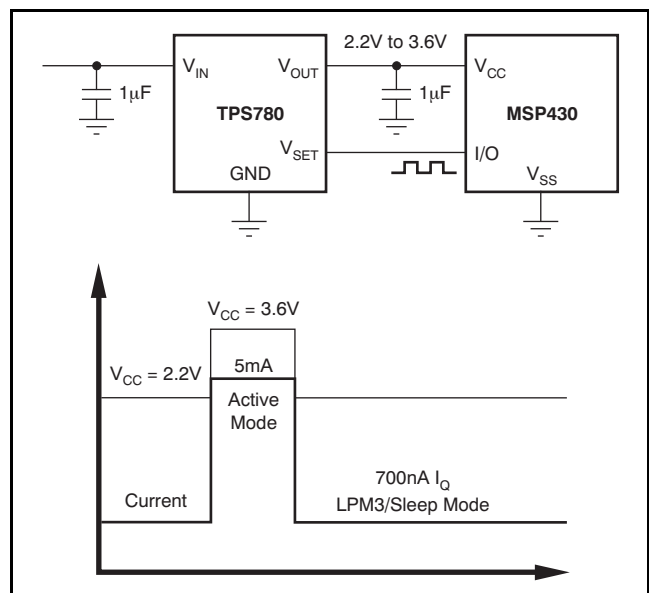 2.2V to 3.6V
V_IN
V_OUT
V_CC
1μF
TPS780
1μF
MSP430
V_SET
I/O
GND
V_SS
V_CC = 3.6V
V_CC = 2.2V
5mA
Active
Mode
700nA I_Q
Current
LPM3/Sleep Mode